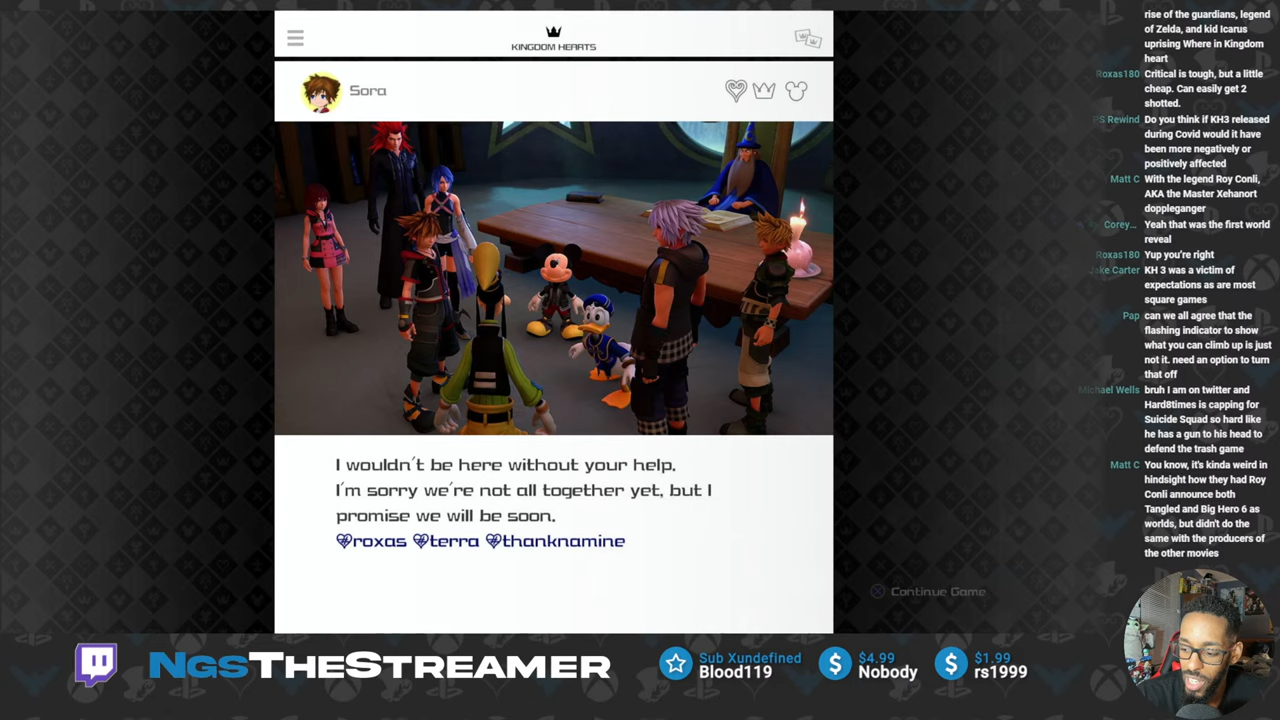 KINGDOM HEARTS
Sora
I wouldn't be here without your help.
I'm sorry we're not all together yet, but I
promise we will be soon.
roxas terra thanknamine
Continue Game
rise of the guardians, legend
of Zelda, and kid Icarus
uprising Where in Kingdom
heart
Roxas180 Critical is tough, but a little
cheap. Can easily get 2
shotted.
PS Rewind Do you think if KH3 released
during Covid would it have
been more negatively or
positively affected
Matt C With the legend Roy Conli,
AKA the Master Xehanort
doppleganger
Corey... Yeah that was the first world
reveal
Roxas180 Yup you're right
Jake Carter KH 3 was a victim of
expectations as are most
square games
Pap can we all agree that the
flashing indicator to show
what you can climb up is just
not it. need an option to turn
that off
Michael Wells bruh I am on twitter and
Hard8times is capping for
Suicide Squad so hard like
he has a gun to his head to
defend the trash game
Matt C You know, it's kinda weird in
hindsight how they had Roy
Conli announce both
Tangled and Big Hero 6 as
worlds, but didn't do the
same with the producers of
the other movies
NGSTHESTREAMER
Sub Xundefined
Blood119
$4.99
Nobody
$1.99
rs1999